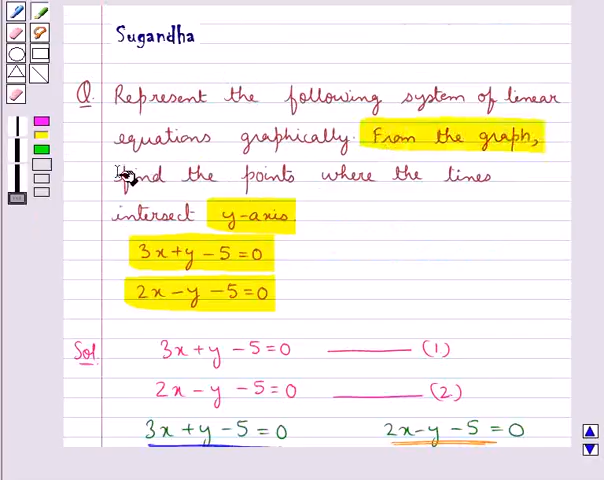 Sugandha
Q. Represent the following system of linear
equations graphically. From the graph,
find the points where the lines
intersect y-axis.
3x+y-5=0
2x-y-5=0
Sol. 3x+y-5=0 ——— (1)
2x-y-5=0 ——— (2)
3x+y-5=0 2x-y-5=0